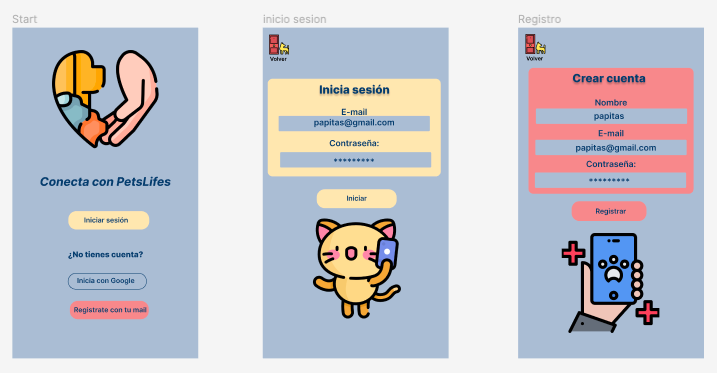 Start
Conecta con PetsLifes
Iniciar sesión
¿No tienes cuenta?
Inicia con Google
Registrate con tu mail
inicio sesion
Volver
Inicia sesión
E-mail
papitas@gmail.com
Contraseña:
*********
Iniciar
Registro
Volver
Crear cuenta
Nombre
papitas
E-mail
papitas@gmail.com
Contraseña:
*********
Registrar